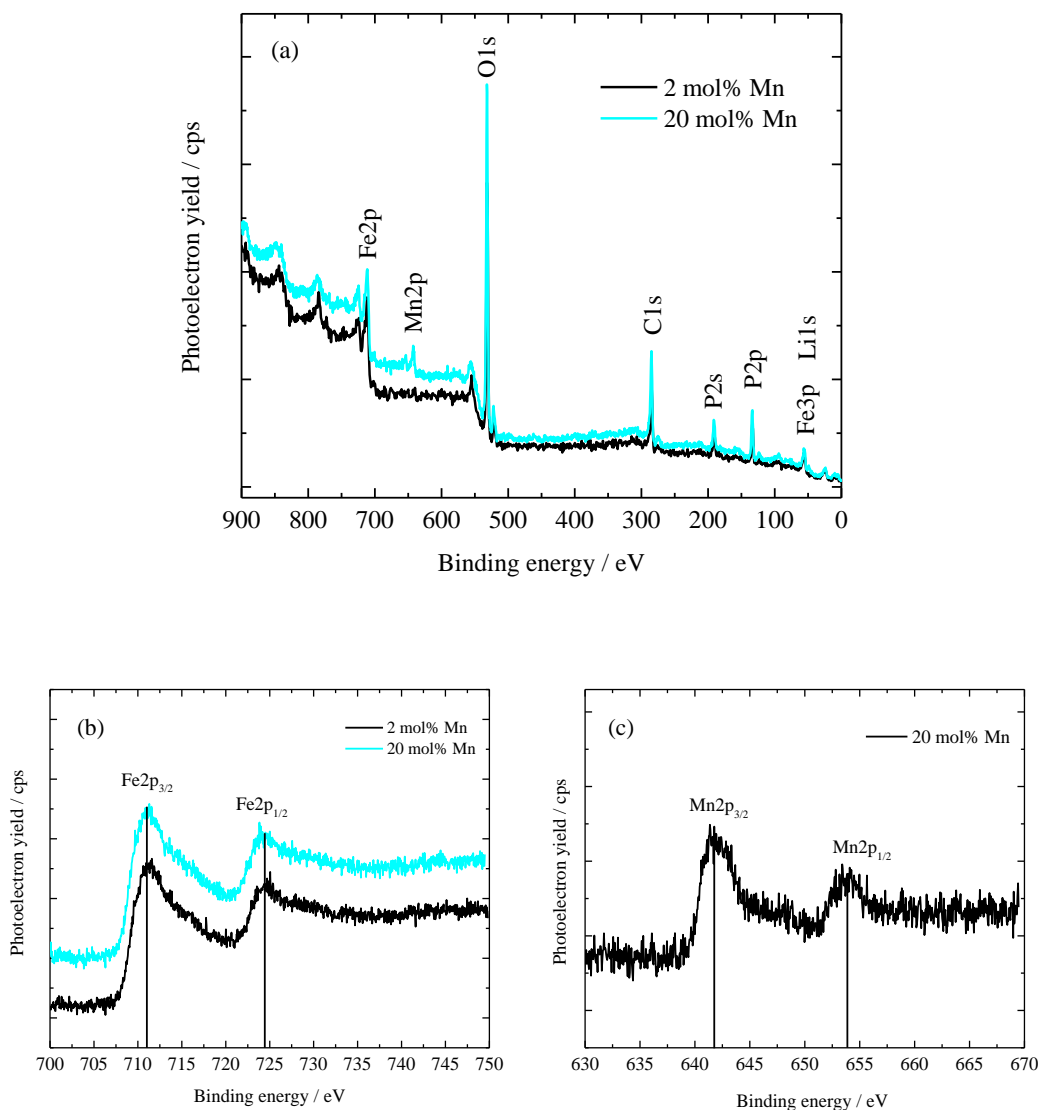 (a)
O1s
2 mol% Mn
20 mol% Mn
Fe2p
Mn2p
C1s
P2s
P2p
Fe3p Li1s
Photoelectron yield / cps
900 800 700 600 500 400 300 200 100 0
Binding energy / eV
(b)
2 mol% Mn
20 mol% Mn
Fe2p3/2
Fe2p1/2
Photoelectron yield / cps
700 705 710 715 720 725 730 735 740 745 750
Binding energy / eV
(c)
20 mol% Mn
Mn2p3/2
Mn2p1/2
Photoelectron yield / cps
630 635 640 645 650 655 660 665 670
Binding energy / eV